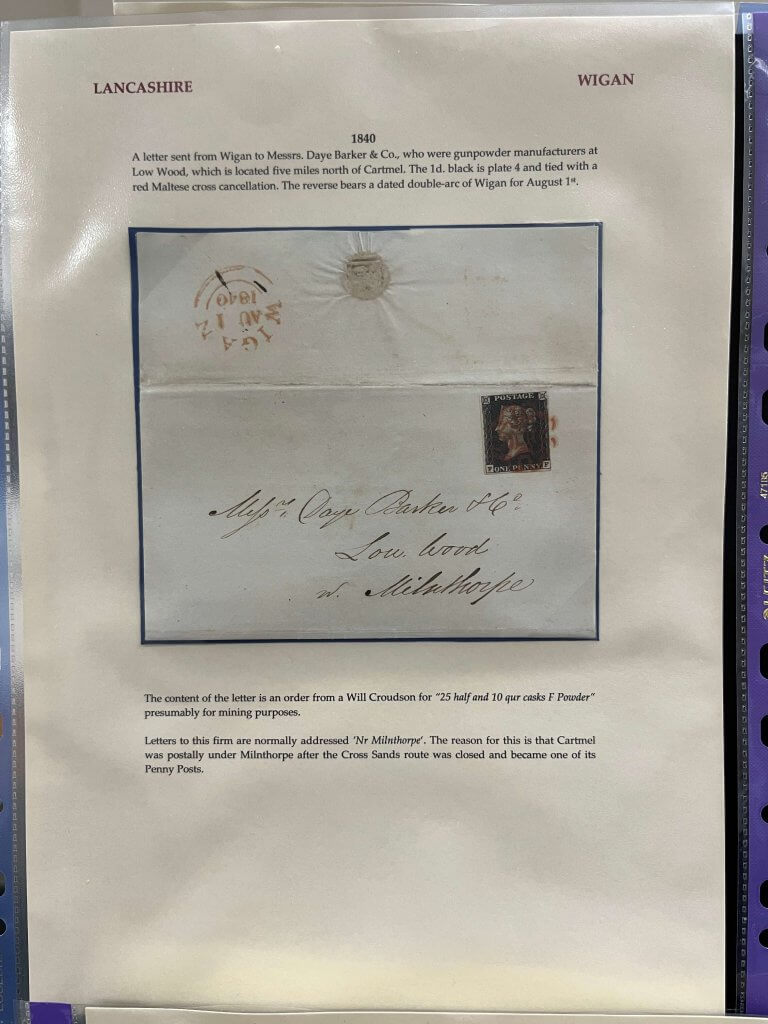 LANCASHIRE
WIGAN
1840
A letter sent from Wigan to Messrs. Daye Barker & Co., who were gunpowder manufacturers at
Low Wood, which is located five miles north of Cartmel. The 1d. black is plate 4 and tied with a
red Maltese cross cancellation. The reverse bears a dated double-arc of Wigan for August 1st.
WIGAN
AU 1
1840
POSTAGE
ONE PENNY
Messrs. Daye Barker & Co.
Low Wood
nr. Milnthorpe
The content of the letter is an order from a Will Croudson for "25 half and 10 qur casks F Powder"
presumably for mining purposes.
Letters to this firm are normally addressed 'Nr Milnthorpe'. The reason for this is that Cartmel
was postally under Milnthorpe after the Cross Sands route was closed and became one of its
Penny Posts.
47185
LEITZ